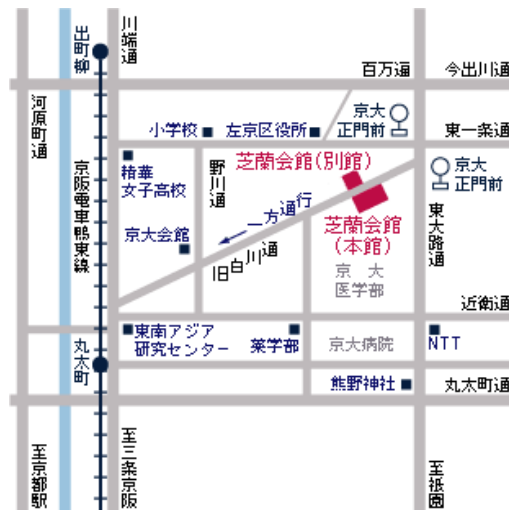 出町柳
川端通
百万遍
今出川通
河原町通
小学校
左京区役所
京大
正門前
東一条通
精華
女子高校
野川通
芝蘭会館(別館)
京大
正門前
京阪電車鴨東線
京大会館
一方通行
旧白川通
芝蘭会館
(本館)
東大路通
京 大
医学部
近衛通
東南アジア
研究センター
薬学部
京大病院
NTT
丸太町
熊野神社
丸太町通
至京都駅
至三条京阪
至祇園